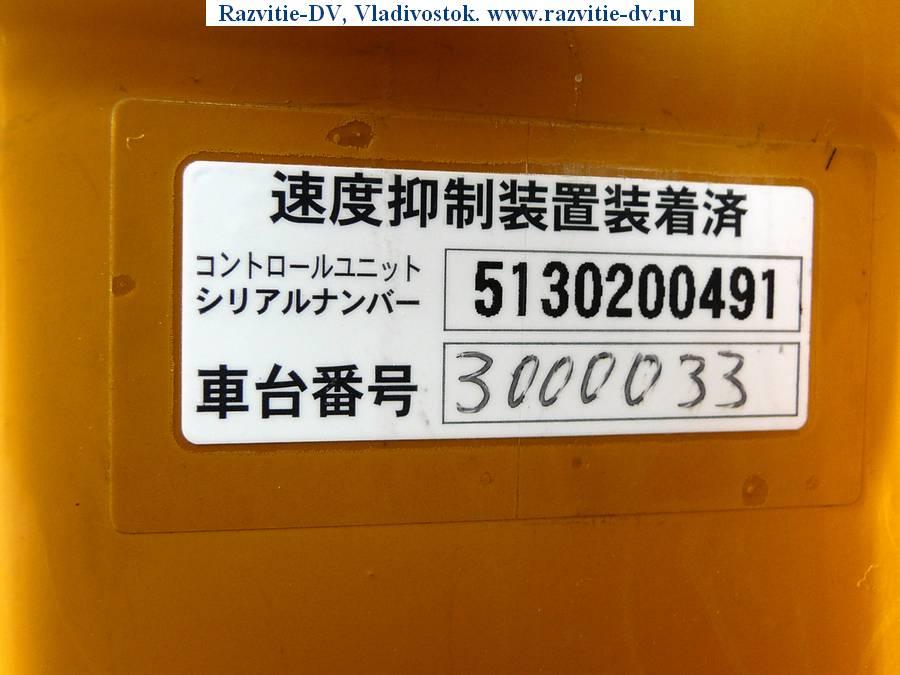 Razvitie-DV, Vladivostok. www.razvitie-dv.ru
速度抑制装置装着済
コントロールユニット
シリアルナンバー 5130200491
車台番号 3000033